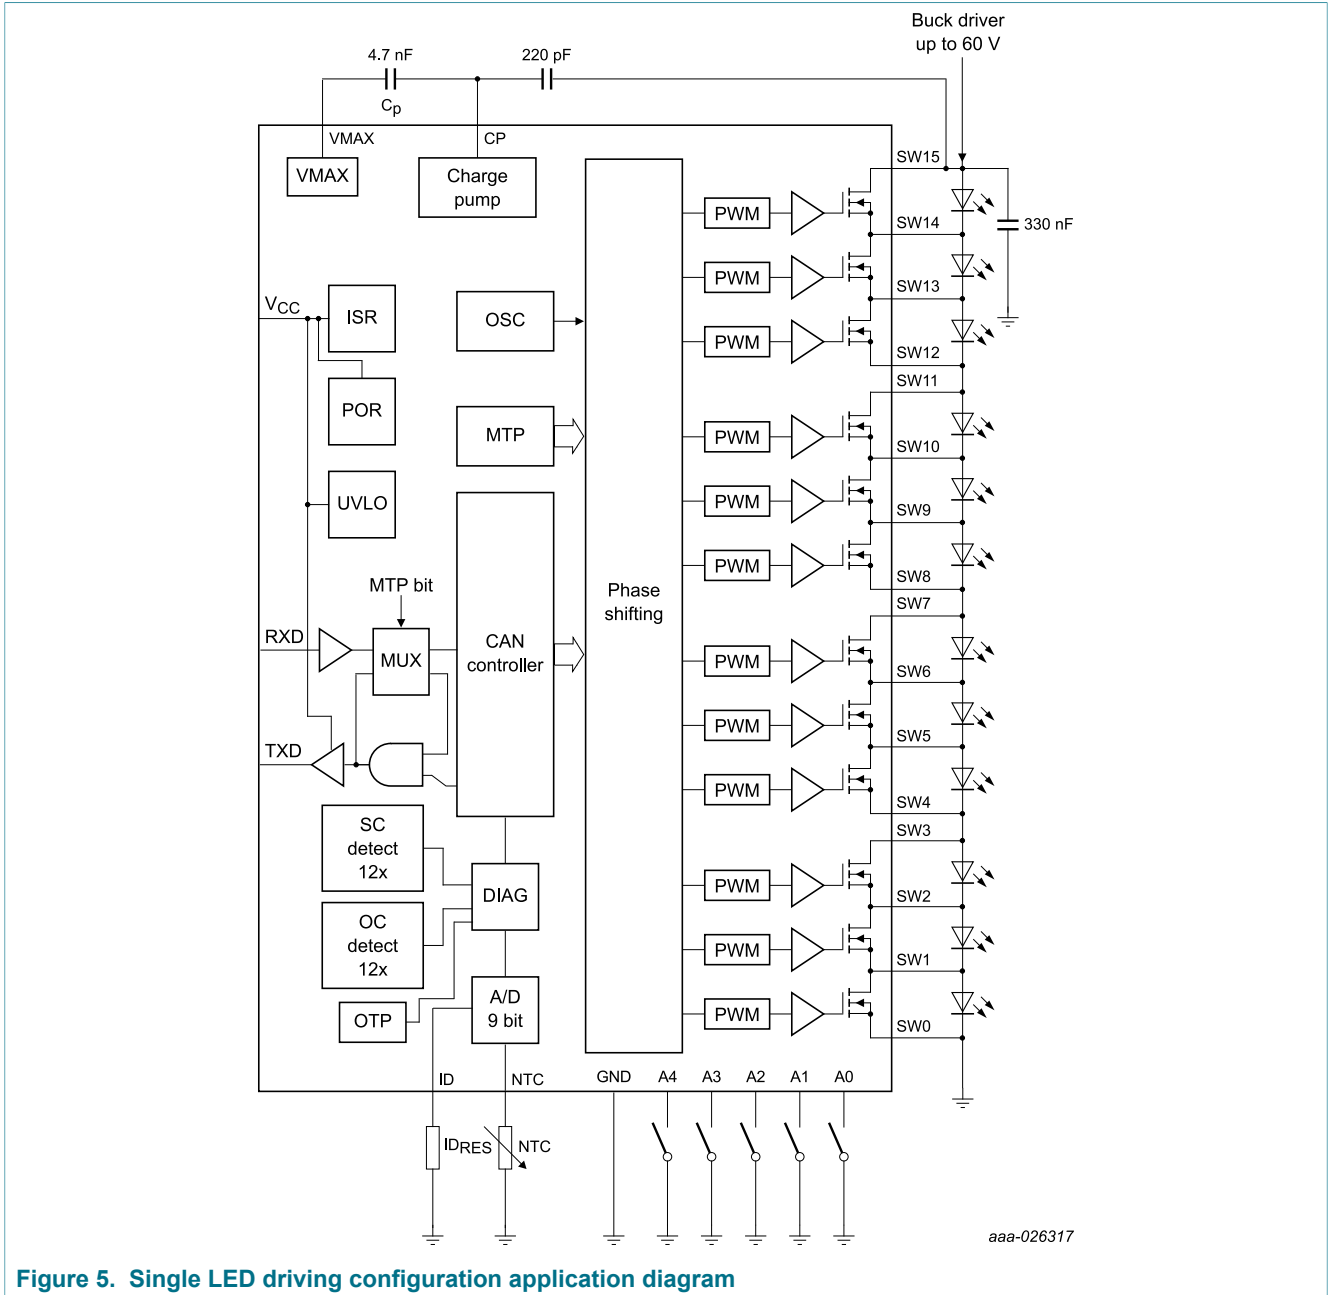 Buck driver
up to 60 V
4.7 nF
220 pF
Cp
VMAX
CP
VMAX
Charge
pump
SW15
PWM
SW14
330 nF
PWM
SW13
VCC
ISR
OSC
PWM
SW12
SW11
POR
MTP
PWM
SW10
UVLO
PWM
SW9
PWM
SW8
MTP bit
Phase
shifting
SW7
RXD
MUX
CAN
controller
PWM
SW6
PWM
SW5
TXD
PWM
SW4
SC
detect
12x
SW3
DIAG
PWM
SW2
OC
detect
12x
PWM
SW1
A/D
9 bit
OTP
PWM
SW0
ID
NTC
GND
A4
A3
A2
A1
A0
IDRES
NTC
aaa-026317
Figure 5. Single LED driving configuration application diagram